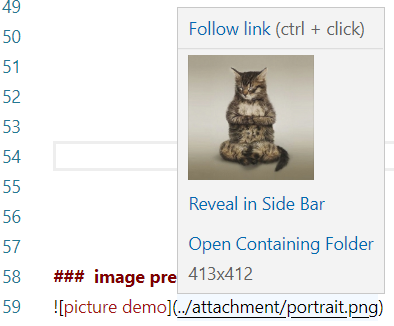 49
50
Follow link (ctrl + click)
51
52
53
54
55
Reveal in Side Bar
56
57
Open Containing Folder
58 ### image pre
413x412
59 ![picture demo](../attachment/portrait.png)